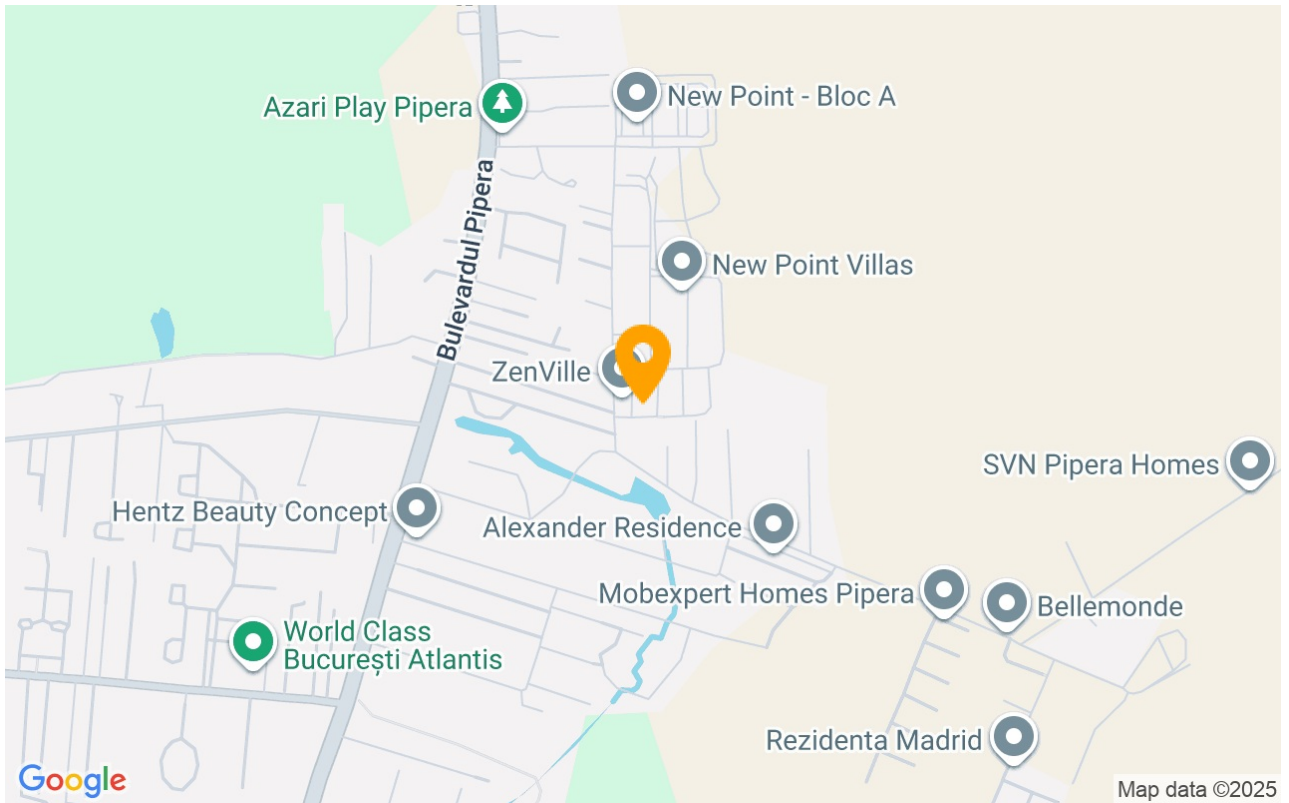 Azari Play Pipera
New Point - Bloc A
Bulevardul Pipera
New Point Villas
ZenVille
SVN Pipera Homes
Hentz Beauty Concept
Alexander Residence
Mobexpert Homes Pipera
Bellemonde
World Class
București Atlantis
Rezidenta Madrid
Google
Map data ©2025